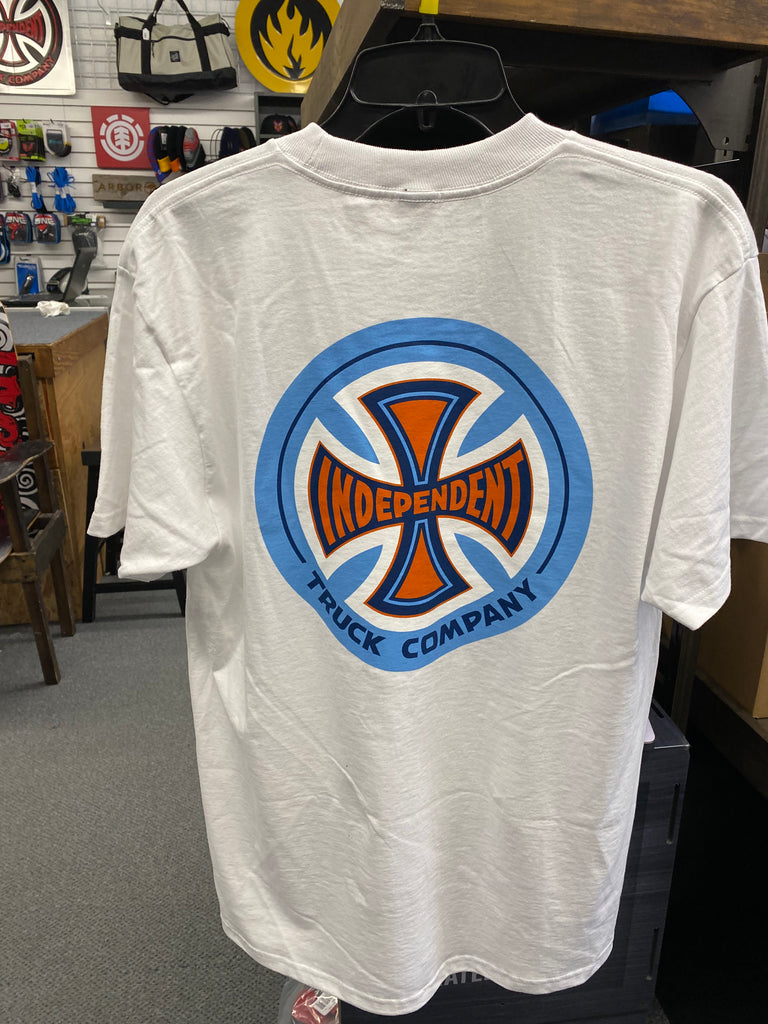 COMPANY
ARBOR
INDEPENDENT
TRUCK COMPANY